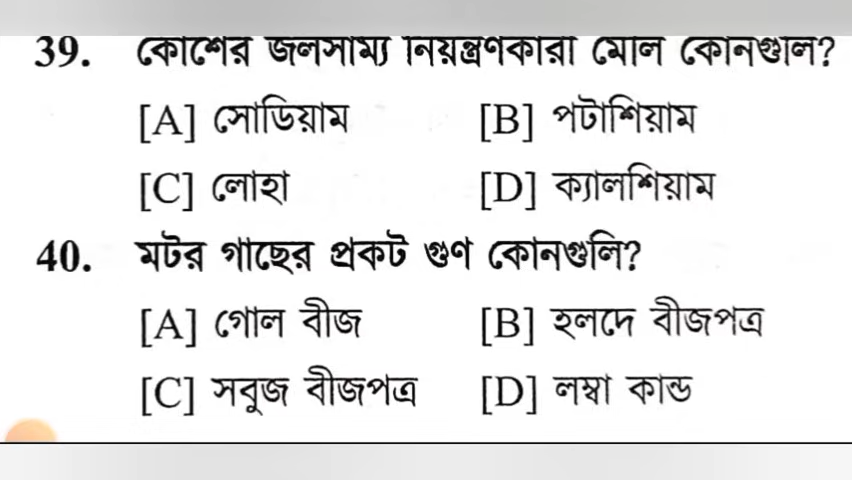 39. কোশের জলসাম্য নিয়ন্ত্রণকারী মৌল কোনগুলি?
[A] সোডিয়াম [B] পটাশিয়াম
[C] লোহা [D] ক্যালশিয়াম
40. মটর গাছের প্রকট গুণ কোনগুলি?
[A] গোল বীজ [B] হলদে বীজপত্র
[C] সবুজ বীজপত্র [D] লম্বা কান্ড